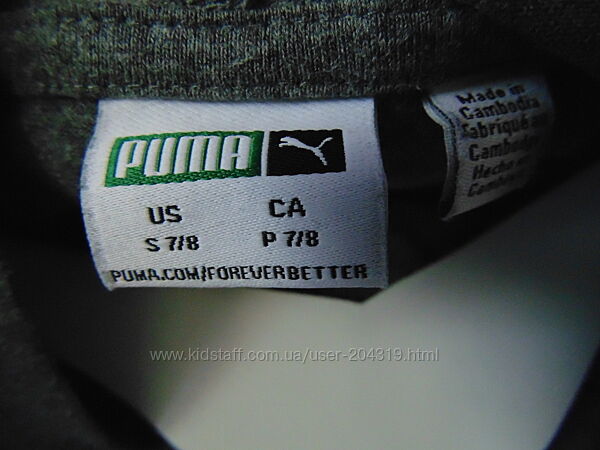 PUMA
US CA
S 7/8 P 7/8
PUMA.COM/FOREVERBETTER
Made in
Cambodia
Fabriqué au
Cambodge
Hecho en
www.kidstaff.com.ua/user-204319.html